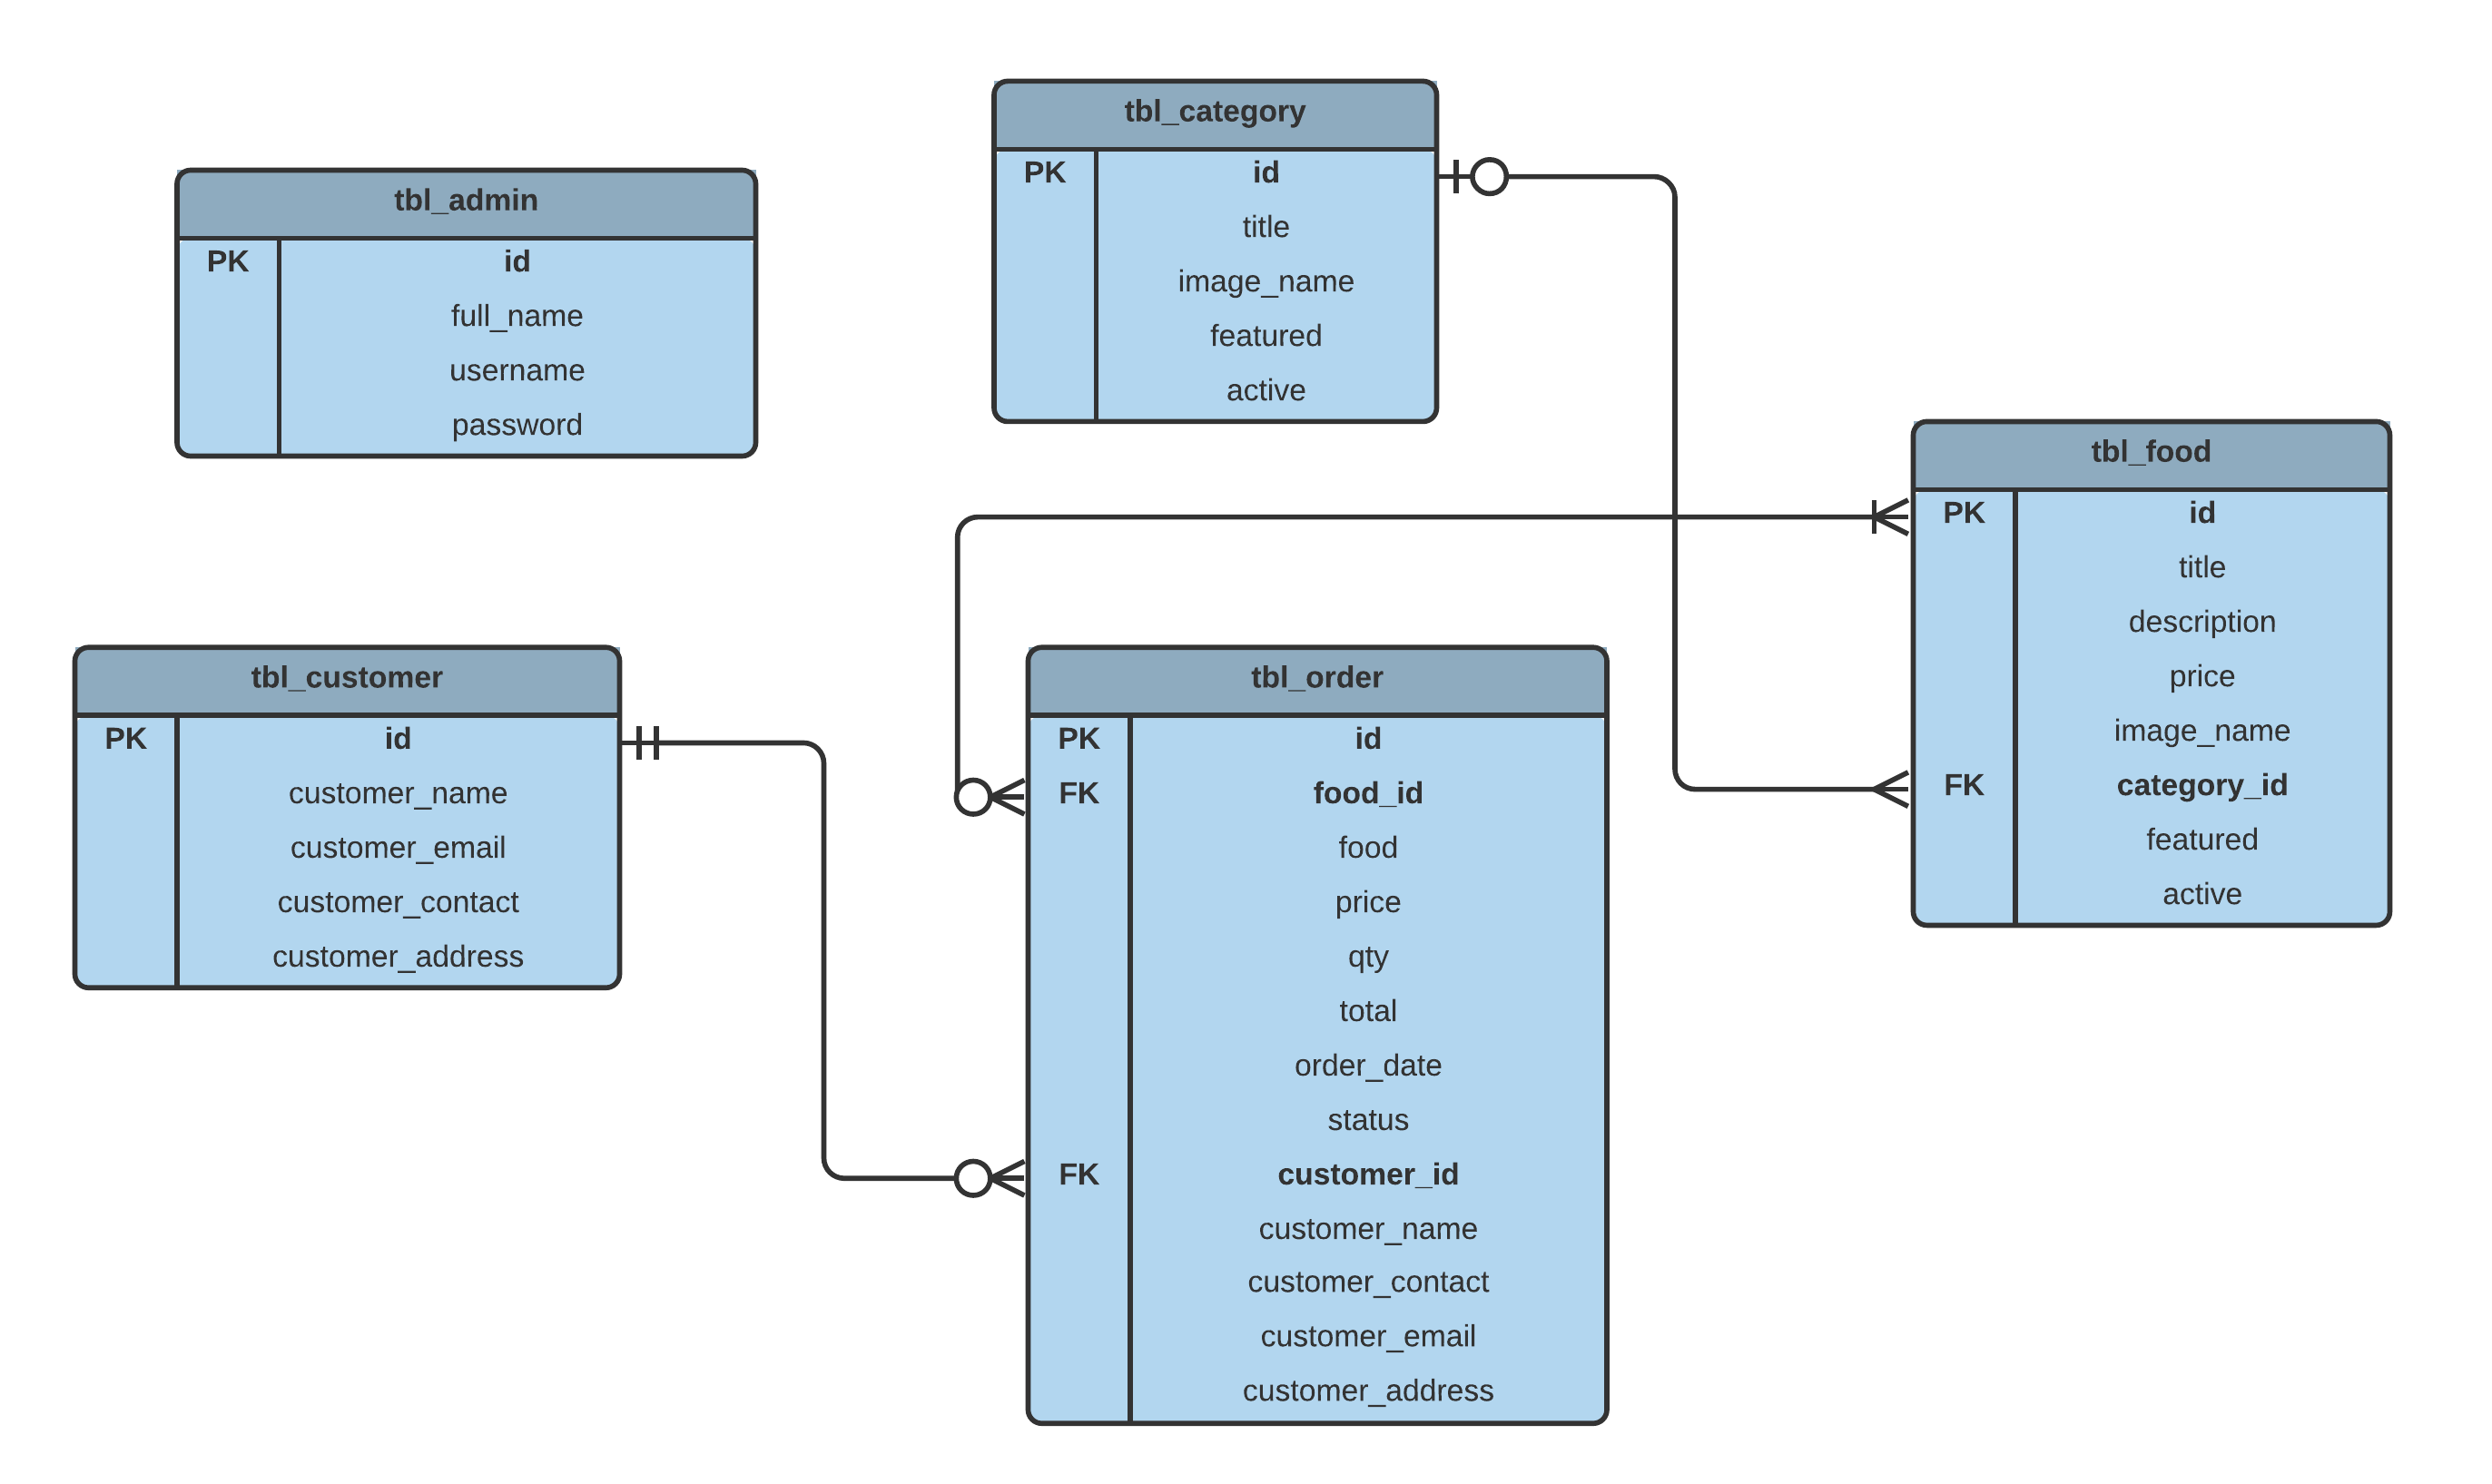 tbl_category
PK id
title
image_name
featured
active
tbl_admin
PK id
full_name
username
password
tbl_food
PK id
title
description
price
image_name
FK category_id
featured
active
tbl_customer
PK id
customer_name
customer_email
customer_contact
customer_address
tbl_order
PK id
FK food_id
food
price
qty
total
order_date
status
FK customer_id
customer_name
customer_contact
customer_email
customer_address